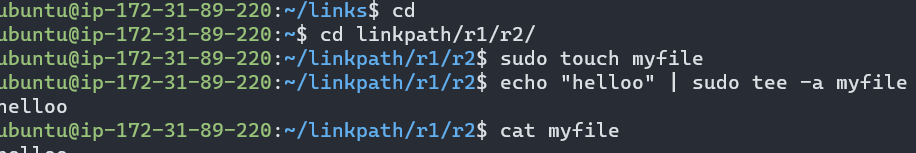 ubuntu@ip-172-31-89-220:~/links$ cd
ubuntu@ip-172-31-89-220:~$ cd linkpath/r1/r2/
ubuntu@ip-172-31-89-220:~/linkpath/r1/r2$ sudo touch myfile
ubuntu@ip-172-31-89-220:~/linkpath/r1/r2$ echo "helloo" | sudo tee -a myfile
helloo
ubuntu@ip-172-31-89-220:~/linkpath/r1/r2$ cat myfile
helloo